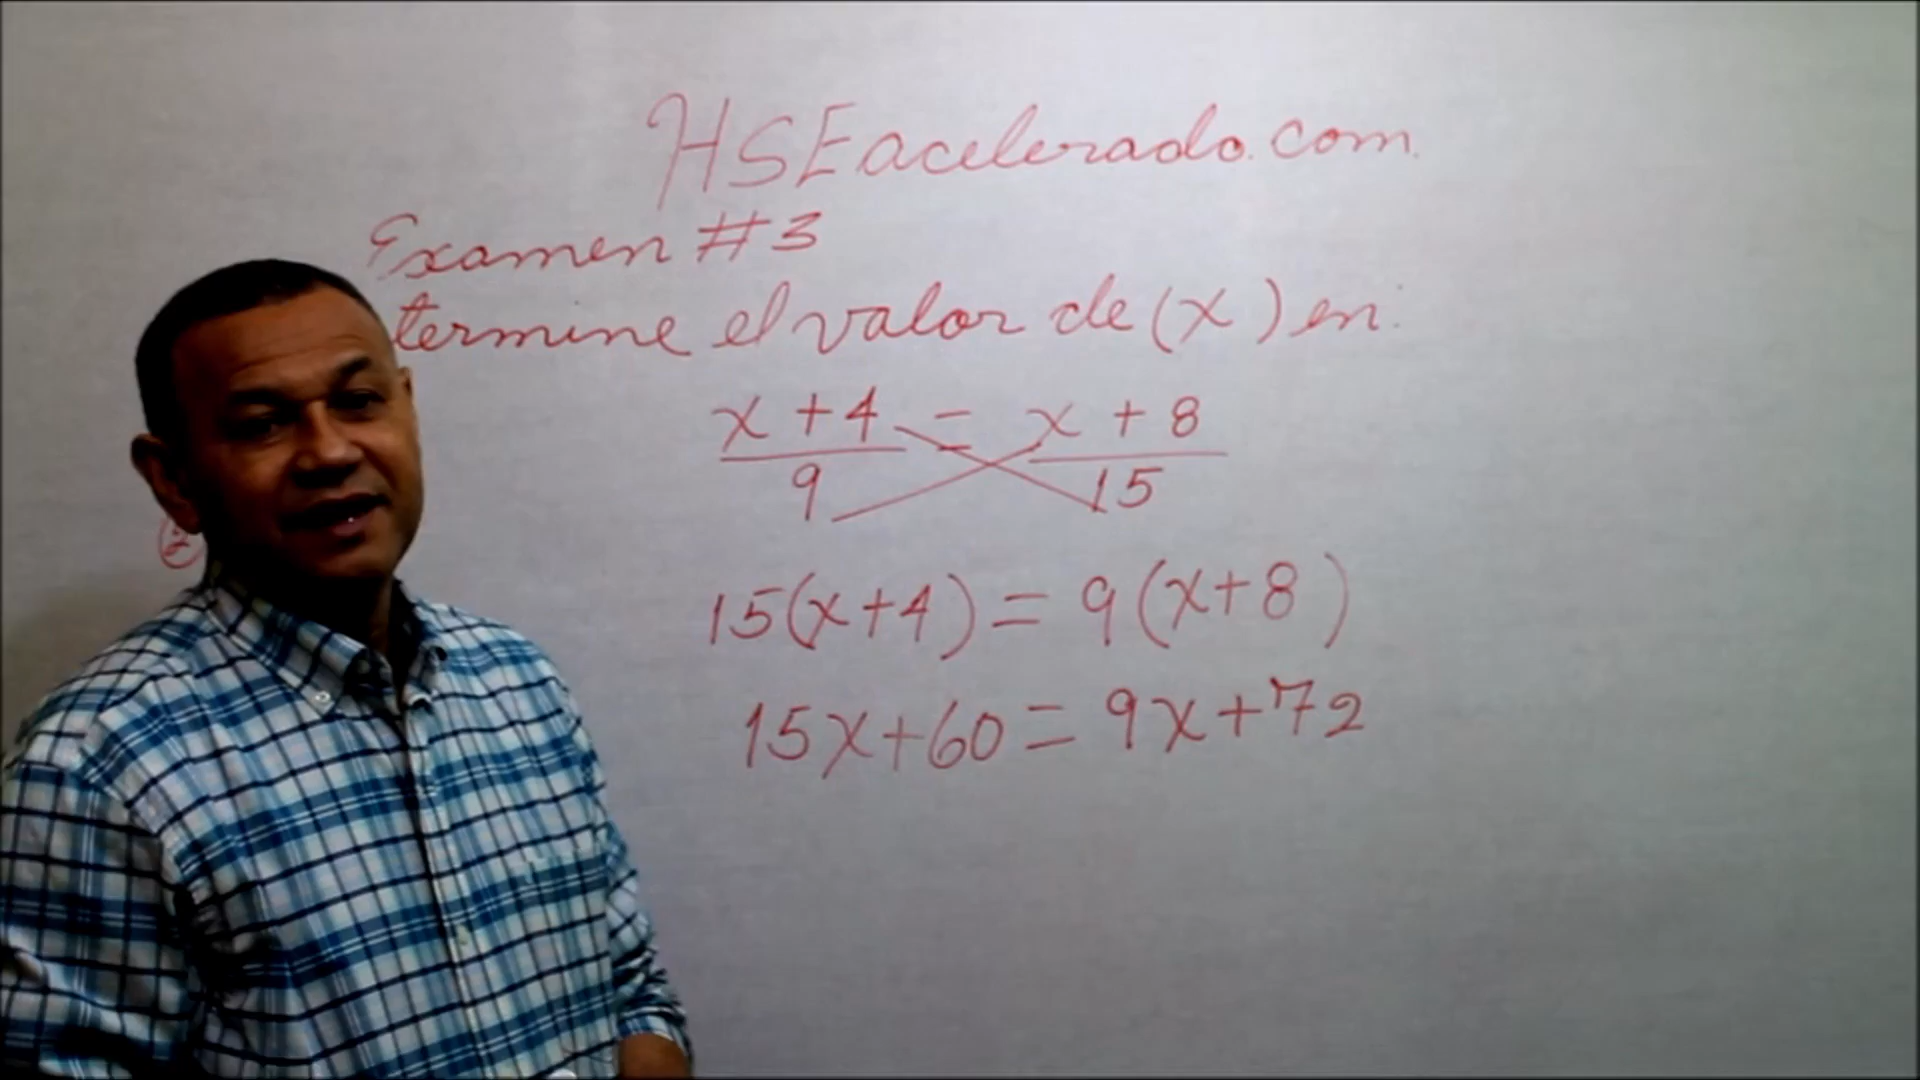 HSEacelerado.com
Examen #3
termine el valor de (x) en:
x + 4 = x + 8
9 15
2
15(x+4) = 9(x+8)
15x+60 = 9x+72